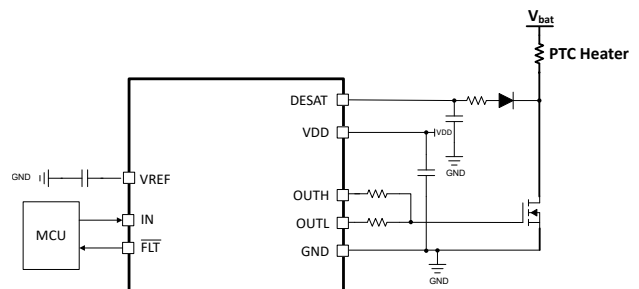 Vbat
PTC Heater
DESAT
VDD
VDD
GND
GND
VREF
OUTH
MCU
IN
OUTL
FLT
GND
GND